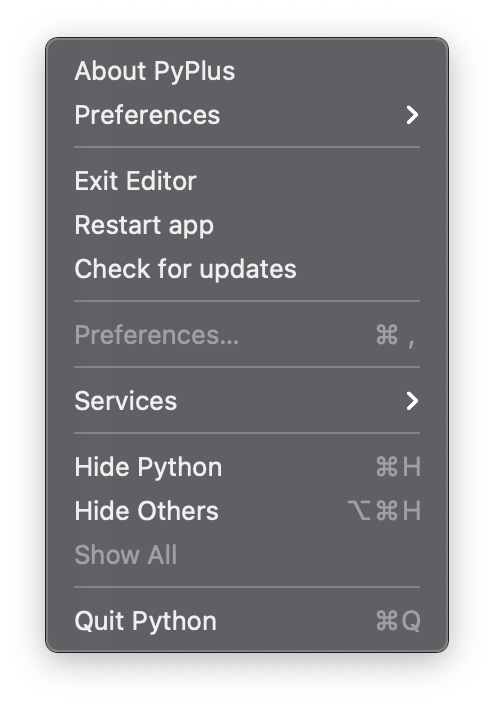 About PyPlus
Preferences
Exit Editor
Restart app
Check for updates
Preferences... ⌘ ,
Services
Hide Python ⌘H
Hide Others ⌥⌘H
Show All
Quit Python ⌘Q